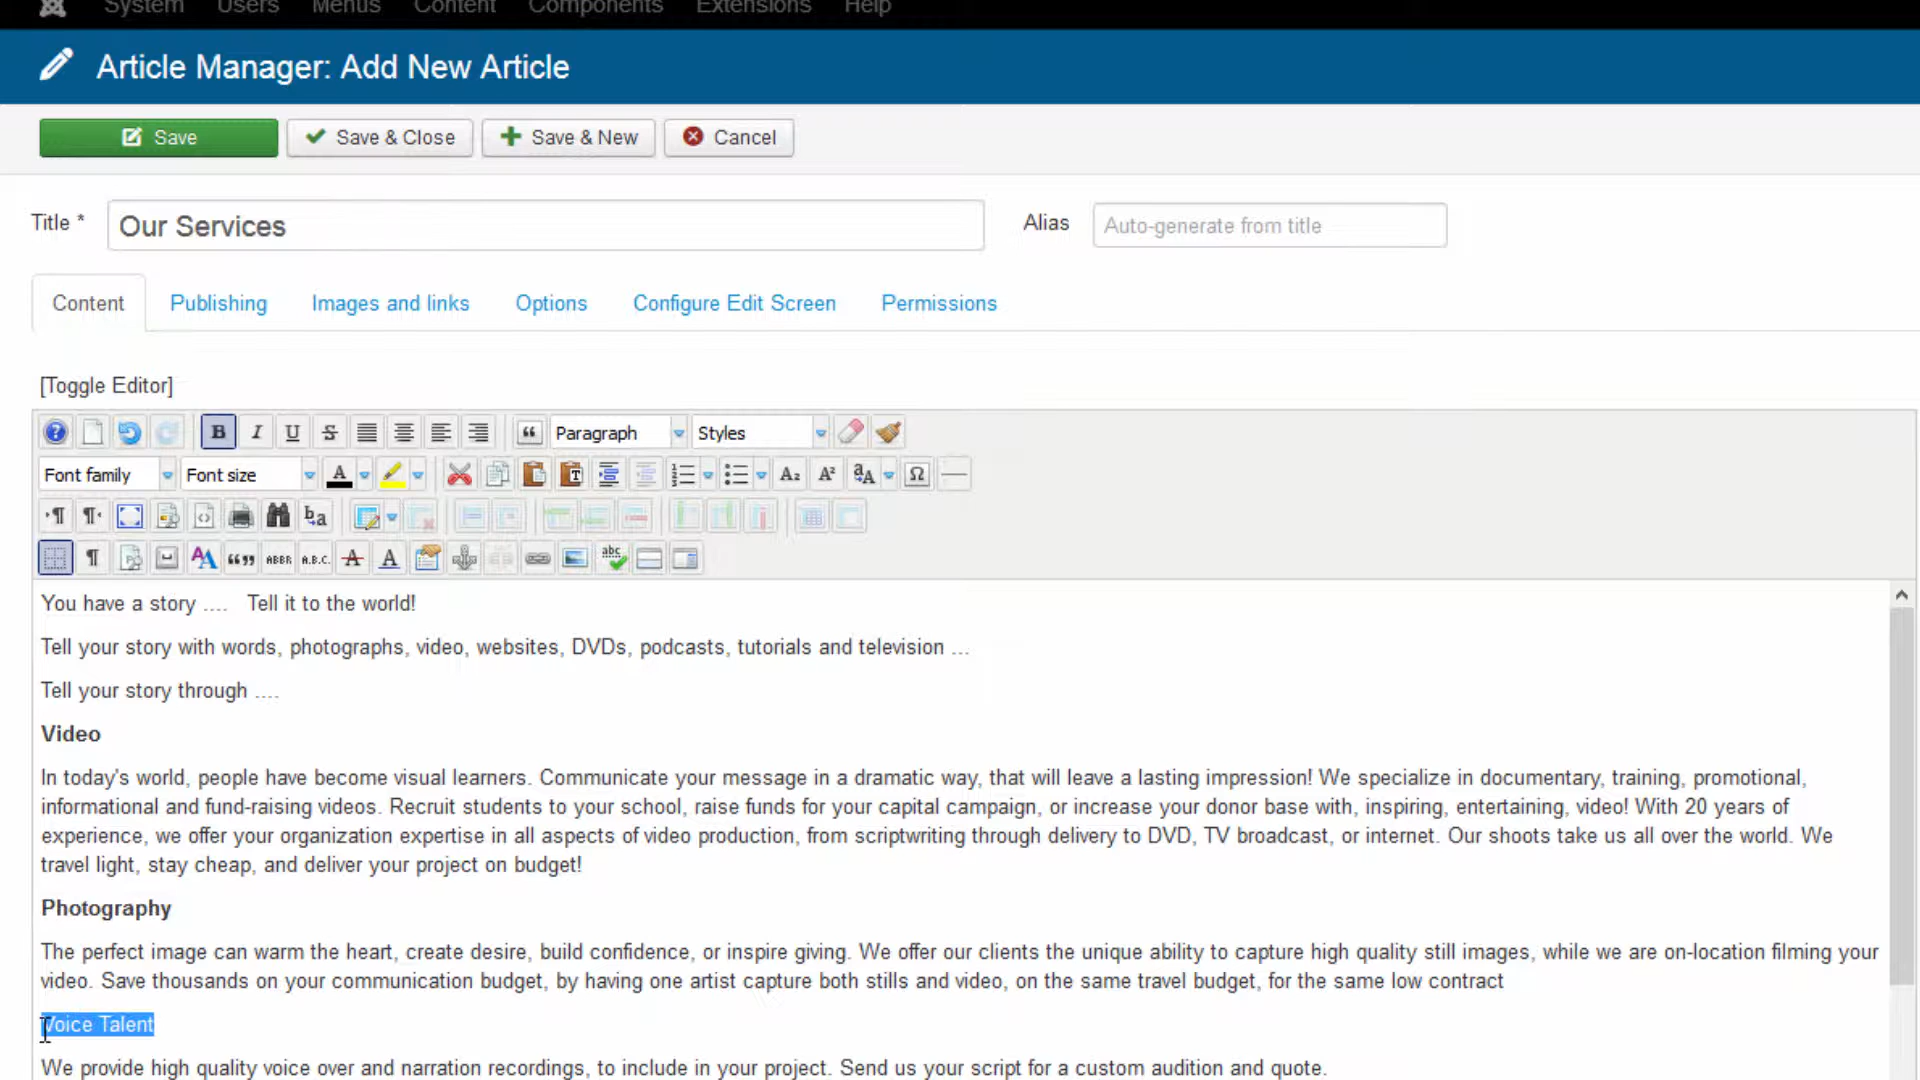 System Users Menus Content Components Extensions Help
Article Manager: Add New Article
Save Save & Close Save & New Cancel
Title * Our Services Alias Auto-generate from title
Content Publishing Images and links Options Configure Edit Screen Permissions
[Toggle Editor]
B I U S Paragraph Styles
Font family Font size A T A₂ A² aA Ω
ABBR A.B.C. A A abc
You have a story .... Tell it to the world!
Tell your story with words, photographs, video, websites, DVDs, podcasts, tutorials and television ...
Tell your story through ....
Video
In today's world, people have become visual learners. Communicate your message in a dramatic way, that will leave a lasting impression! We specialize in documentary, training, promotional,
informational and fund-raising videos. Recruit students to your school, raise funds for your capital campaign, or increase your donor base with, inspiring, entertaining, video! With 20 years of
experience, we offer your organization expertise in all aspects of video production, from scriptwriting through delivery to DVD, TV broadcast, or internet. Our shoots take us all over the world. We
travel light, stay cheap, and deliver your project on budget!
Photography
The perfect image can warm the heart, create desire, build confidence, or inspire giving. We offer our clients the unique ability to capture high quality still images, while we are on-location filming your
video. Save thousands on your communication budget, by having one artist capture both stills and video, on the same travel budget, for the same low contract
Voice Talent
We provide high quality voice over and narration recordings, to include in your project. Send us your script for a custom audition and quote.